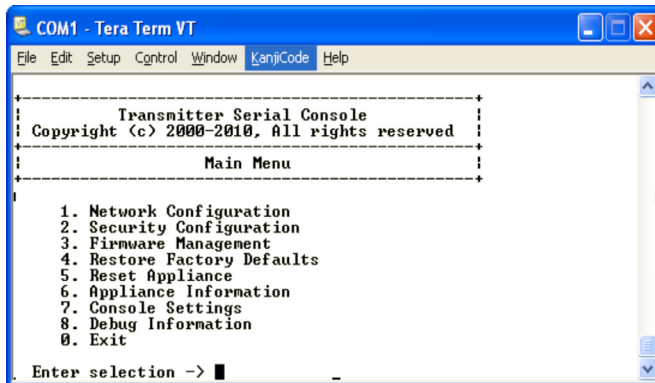 COM1 - Tera Term VT
File Edit Setup Control Window KanjiCode Help
Transmitter Serial Console
Copyright (c) 2000-2010, All rights reserved
Main Menu
1. Network Configuration
2. Security Configuration
3. Firmware Management
4. Restore Factory Defaults
5. Reset Appliance
6. Appliance Information
7. Console Settings
8. Debug Information
0. Exit
Enter selection ->